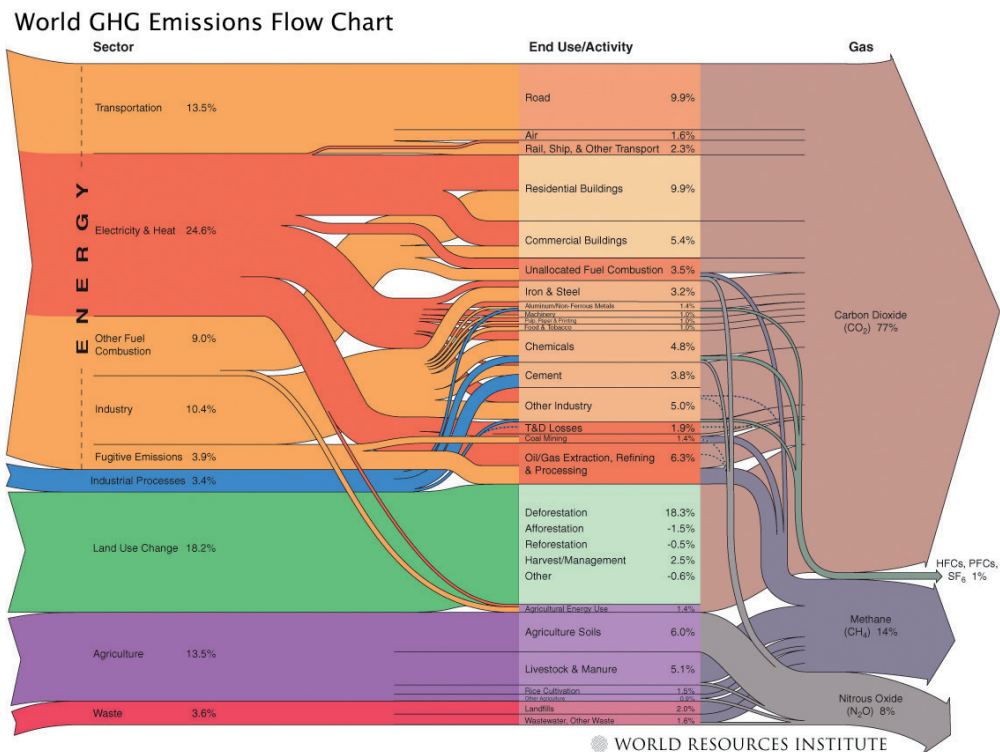 World GHG Emissions Flow Chart
Sector
End Use/Activity
Gas
ENERGY
Transportation 13.5%
Electricity & Heat 24.6%
Other Fuel
Combustion 9.0%
Industry 10.4%
Fugitive Emissions 3.9%
Industrial Processes 3.4%
Land Use Change 18.2%
Agriculture 13.5%
Waste 3.6%
Road 9.9%
Air 1.6%
Rail, Ship, & Other Transport 2.3%
Residential Buildings 9.9%
Commercial Buildings 5.4%
Unallocated Fuel Combustion 3.5%
Iron & Steel 3.2%
Aluminum/Non-Ferrous Metals 1.4%
Machinery 1.0%
Pulp, Paper & Printing 1.0%
Food & Tobacco 1.0%
Chemicals 4.8%
Cement 3.8%
Other Industry 5.0%
T&D Losses 1.9%
Coal Mining 1.4%
Oil/Gas Extraction, Refining 6.3%
& Processing
Deforestation 18.3%
Afforestation -1.5%
Reforestation -0.5%
Harvest/Management 2.5%
Other -0.6%
Agricultural Energy Use 1.4%
Agriculture Soils 6.0%
Livestock & Manure 5.1%
Rice Cultivation 1.5%
Other Agriculture 0.9%
Landfills 2.0%
Wastewater, Other Waste 1.6%
Carbon Dioxide
(CO₂) 77%
HFCs, PFCs,
SF₆ 1%
Methane
(CH₄) 14%
Nitrous Oxide
(N₂O) 8%
WORLD RESOURCES INSTITUTE